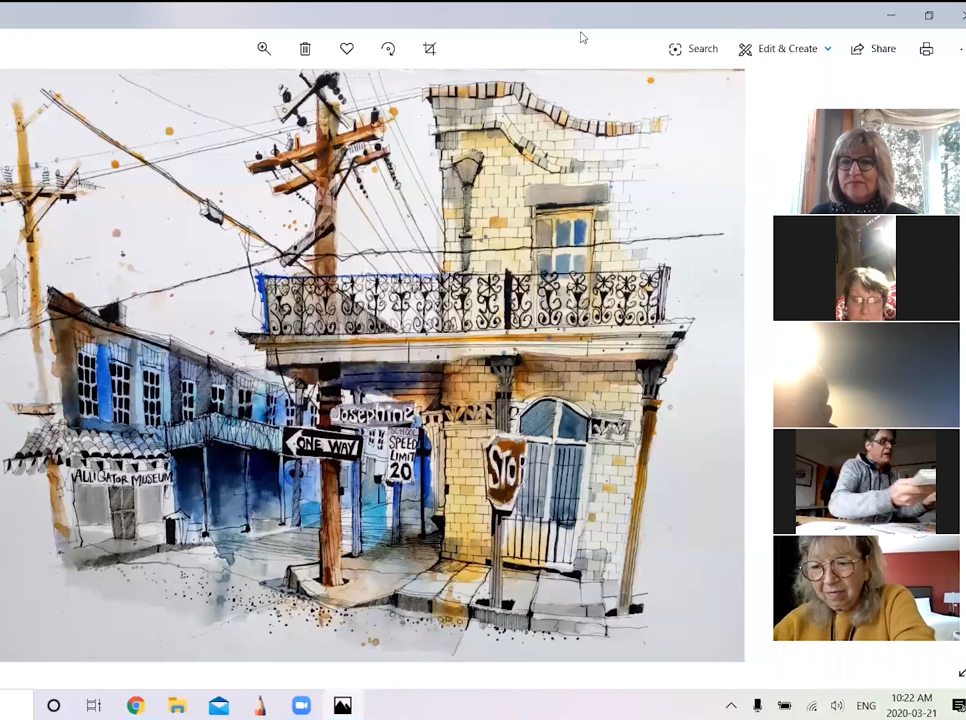 Search
Edit & Create
Share
Josephine
SCHOOL
SPEED
LIMIT
20
ONE WAY
STO
ALLIGATOR MUSEUM
ENG
10:22 AM
2020-03-21